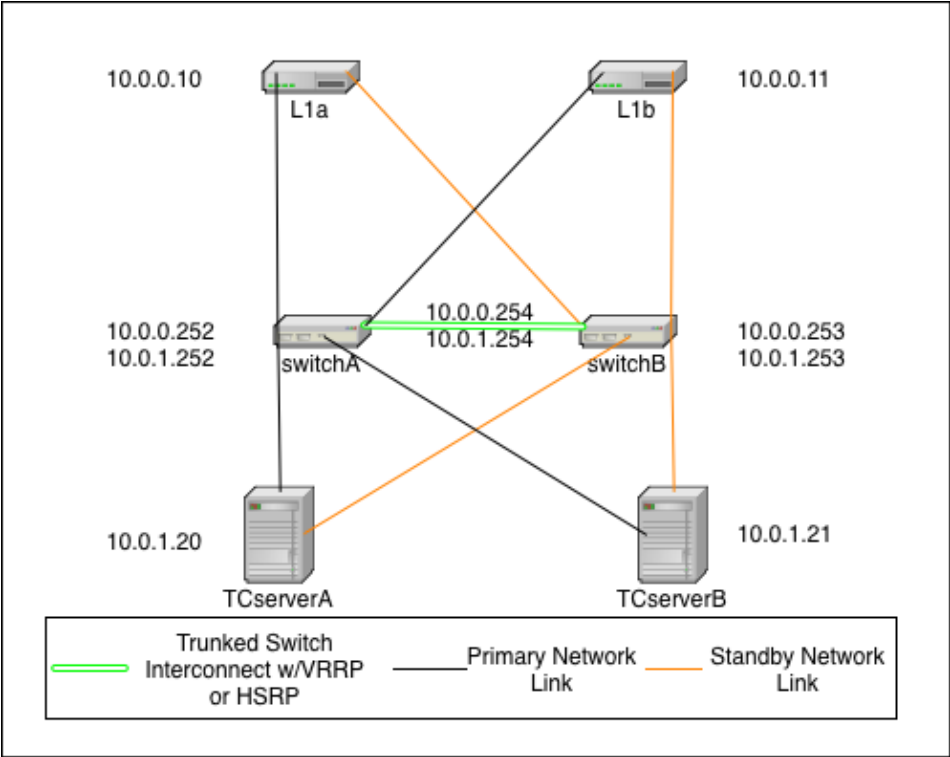 10.0.0.10
L1a
L1b
10.0.0.11
10.0.0.252
10.0.1.252
switchA
10.0.0.254
10.0.1.254
switchB
10.0.0.253
10.0.1.253
10.0.1.20
TCserverA
TCserverB
10.0.1.21
Trunked Switch
Interconnect w/VRRP
or HSRP
Primary Network
Link
Standby Network
Link